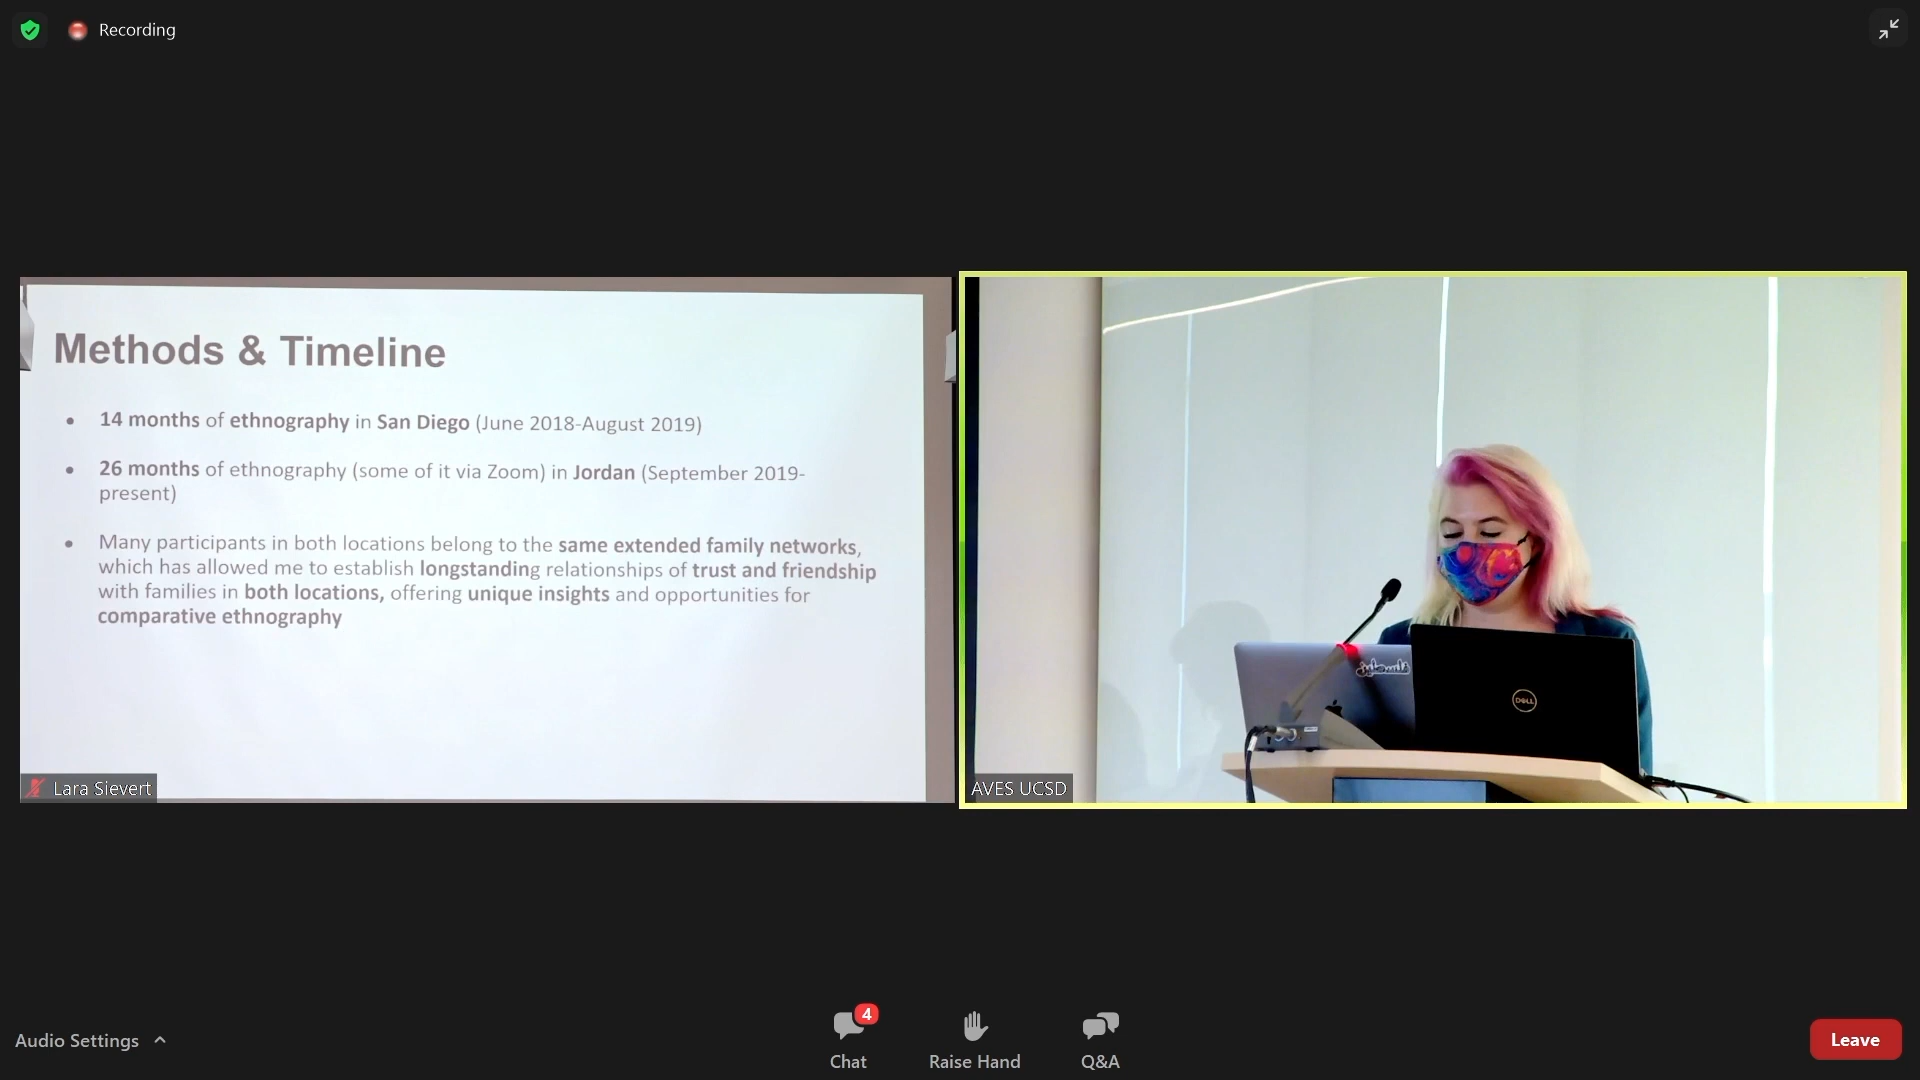 Recording
Methods & Timeline
• 14 months of ethnography in San Diego (June 2018-August 2019)
• 26 months of ethnography (some of it via Zoom) in Jordan (September 2019-
present)
• Many participants in both locations belong to the same extended family networks,
which has allowed me to establish longstanding relationships of trust and friendship
with families in both locations, offering unique insights and opportunities for
comparative ethnography
Lara Sievert
فلسطين
DELL
AVES UCSD
Audio Settings
4
Chat
Raise Hand
Q&A
Leave